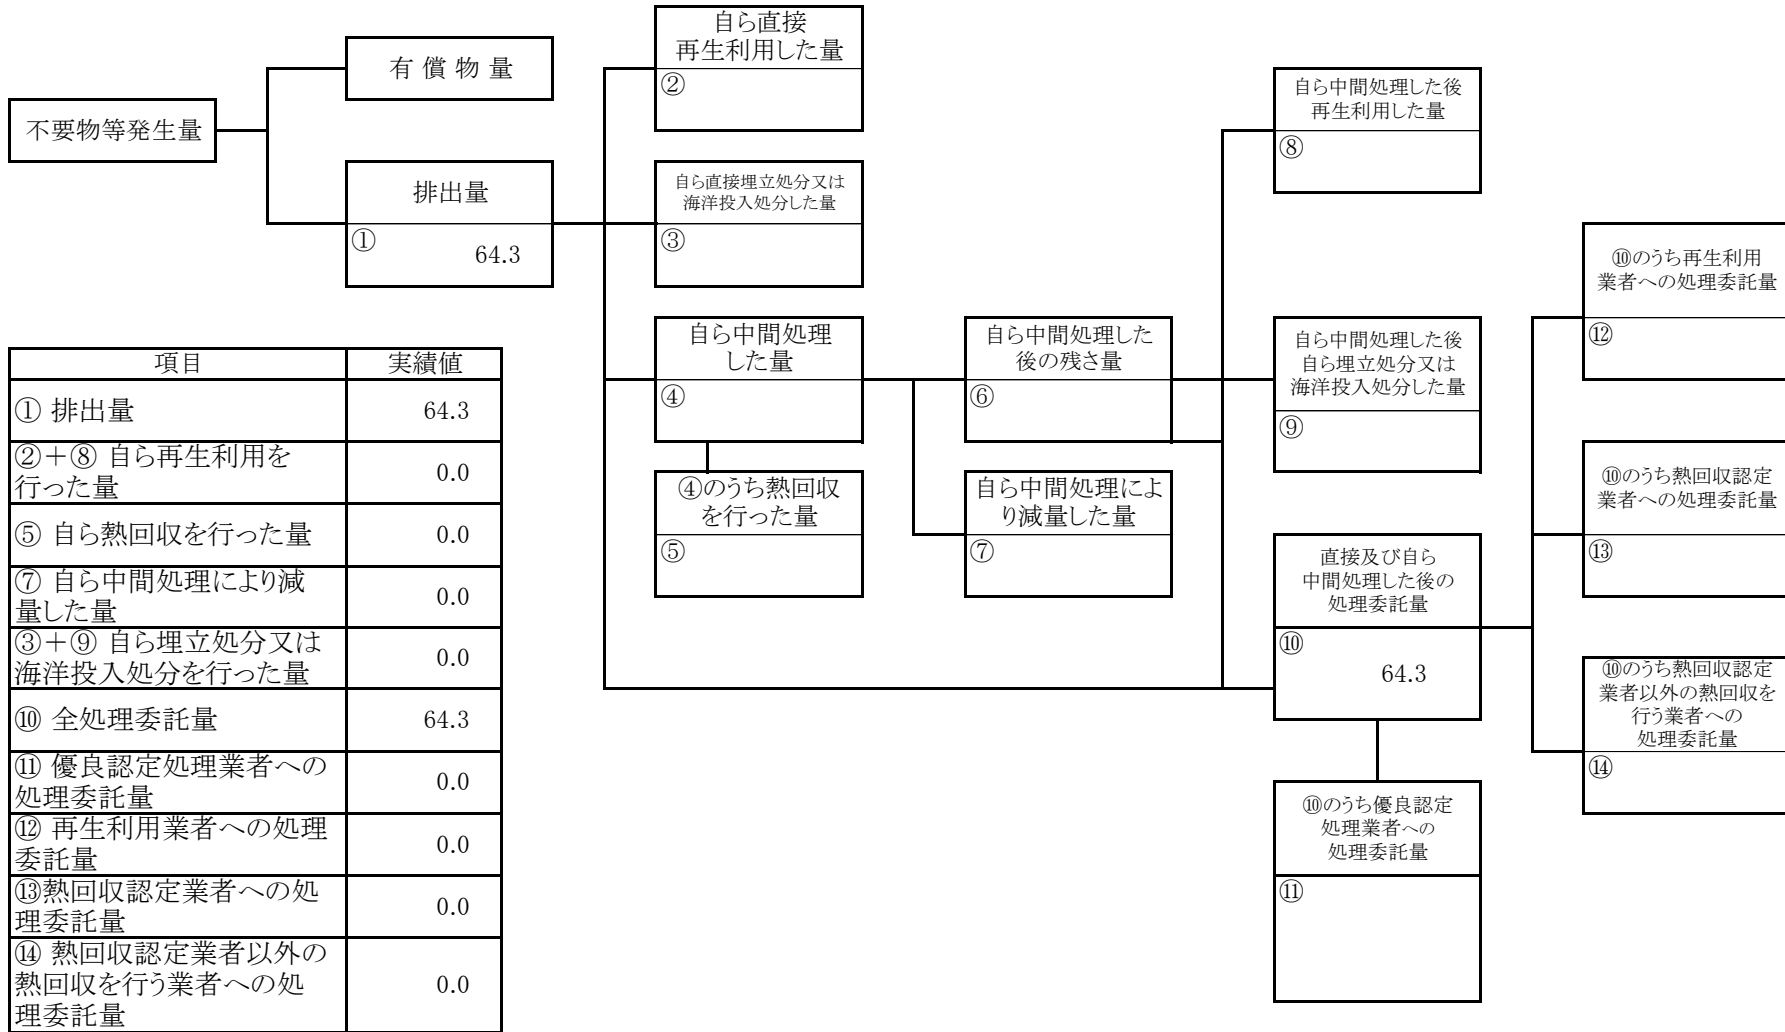 不要物等発生量
有 償 物 量
排出量
①
64.3
自ら直接
再生利用した量
②
自ら直接埋立処分又は
海洋投入処分した量
③
自ら中間処理
した量
④
④のうち熱回収
を行った量
⑤
自ら中間処理した
後の残さ量
⑥
自ら中間処理によ
り減量した量
⑦
自ら中間処理した後
再生利用した量
⑧
自ら中間処理した後
自ら埋立処分又は
海洋投入処分した量
⑨
直接及び自ら
中間処理した後の
処理委託量
⑩
64.3
⑩のうち優良認定
処理業者への
処理委託量
⑪
⑩のうち再生利用
業者への処理委託量
⑫
⑩のうち熱回収認定
業者への処理委託量
⑬
⑩のうち熱回収認定
業者以外の熱回収を
行う業者への
処理委託量
⑭
項目 実績値
① 排出量 64.3
②+⑧ 自ら再生利用を
行った量 0.0
⑤ 自ら熱回収を行った量 0.0
⑦ 自ら中間処理により減
量した量 0.0
③+⑨ 自ら埋立処分又は
海洋投入処分を行った量 0.0
⑩ 全処理委託量 64.3
⑪ 優良認定処理業者への
処理委託量 0.0
⑫ 再生利用業者への処理
委託量 0.0
⑬熱回収認定業者への処
理委託量 0.0
⑭ 熱回収認定業者以外の
熱回収を行う業者への処
理委託量 0.0